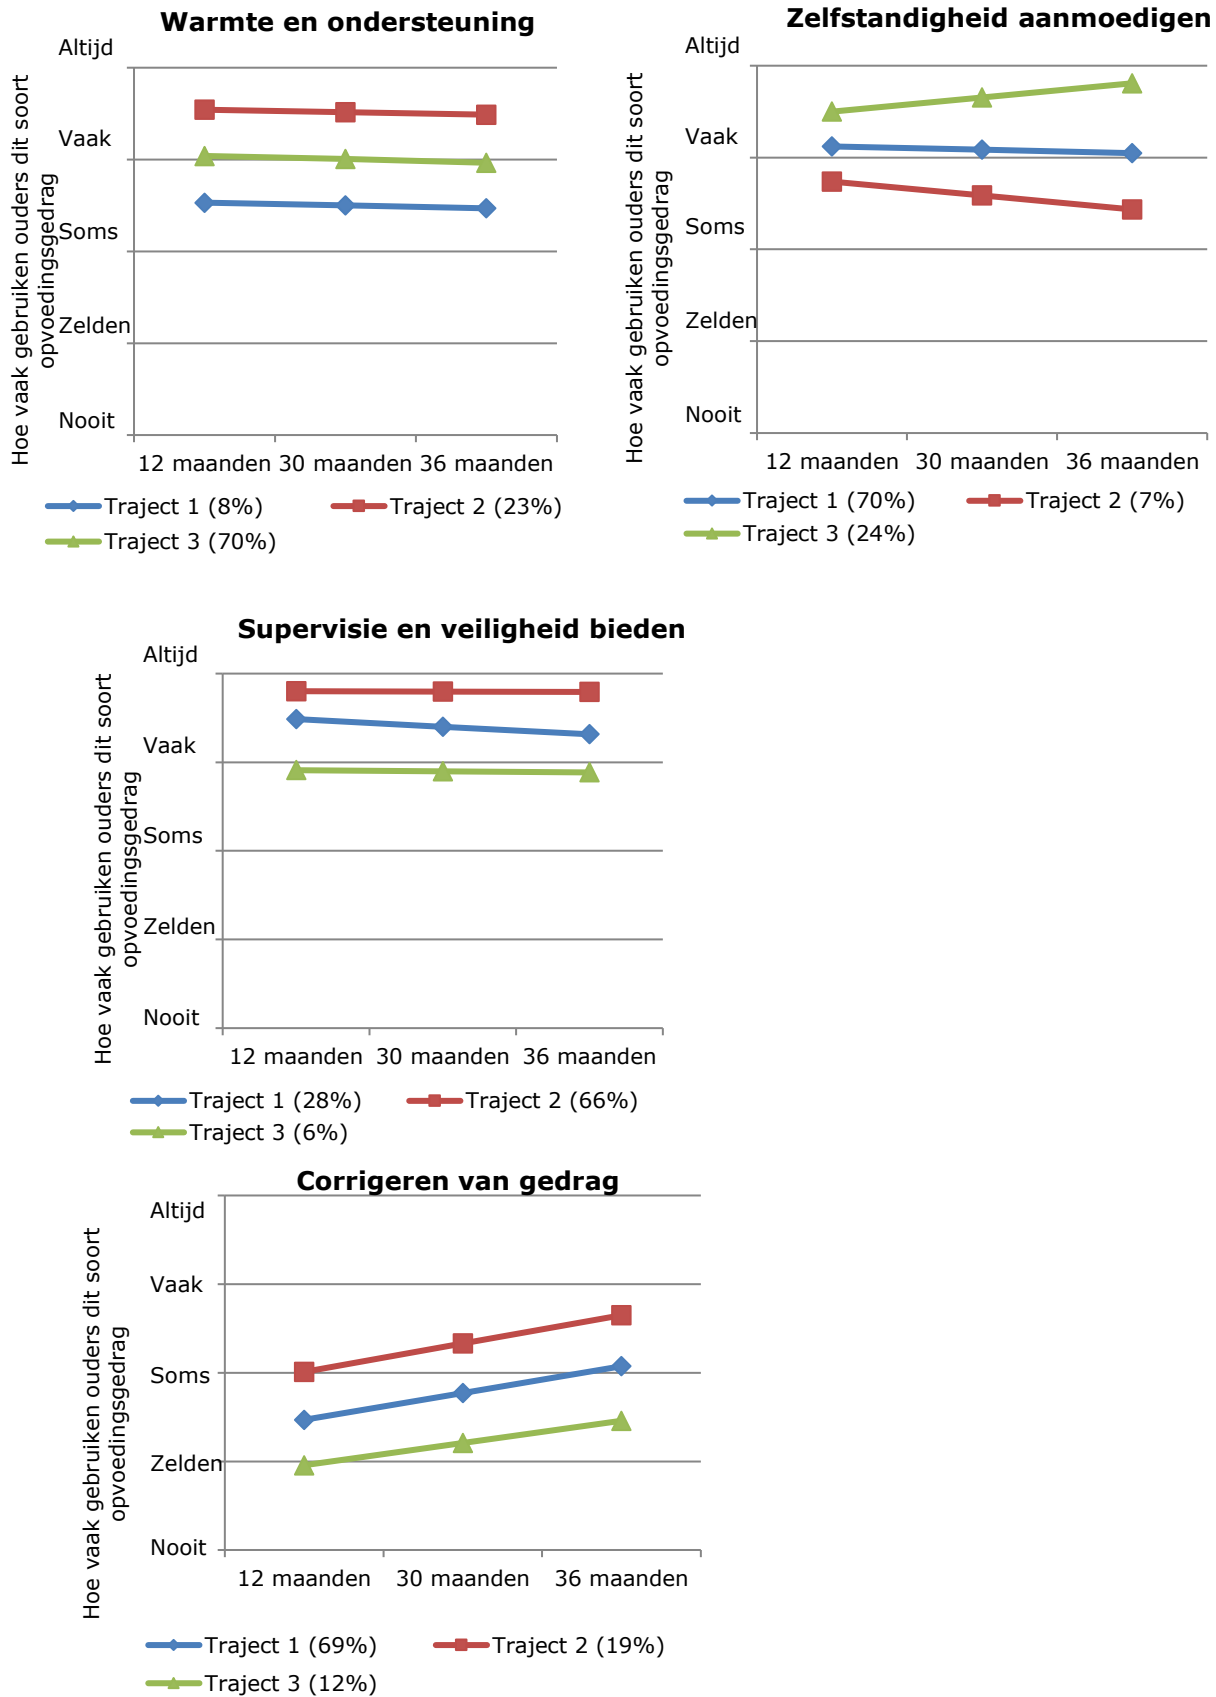 Warmte en ondersteuning
Hoe vaak gebruiken ouders dit soort
opvoedingsgedrag
Altijd
Vaak
Soms
Zelden
Nooit
12 maanden 30 maanden 36 maanden
Traject 1 (8%) Traject 2 (23%)
Traject 3 (70%)
Zelfstandigheid aanmoedigen
Hoe vaak gebruiken ouders dit soort
opvoedingsgedrag
Altijd
Vaak
Soms
Zelden
Nooit
12 maanden 30 maanden 36 maanden
Traject 1 (70%) Traject 2 (7%)
Traject 3 (24%)
Supervisie en veiligheid bieden
Hoe vaak gebruiken ouders dit soort
opvoedingsgedrag
Altijd
Vaak
Soms
Zelden
Nooit
12 maanden 30 maanden 36 maanden
Traject 1 (28%) Traject 2 (66%)
Traject 3 (6%)
Corrigeren van gedrag
Hoe vaak gebruiken ouders dit soort
opvoedingsgedrag
Altijd
Vaak
Soms
Zelden
Nooit
12 maanden 30 maanden 36 maanden
Traject 1 (69%) Traject 2 (19%)
Traject 3 (12%)